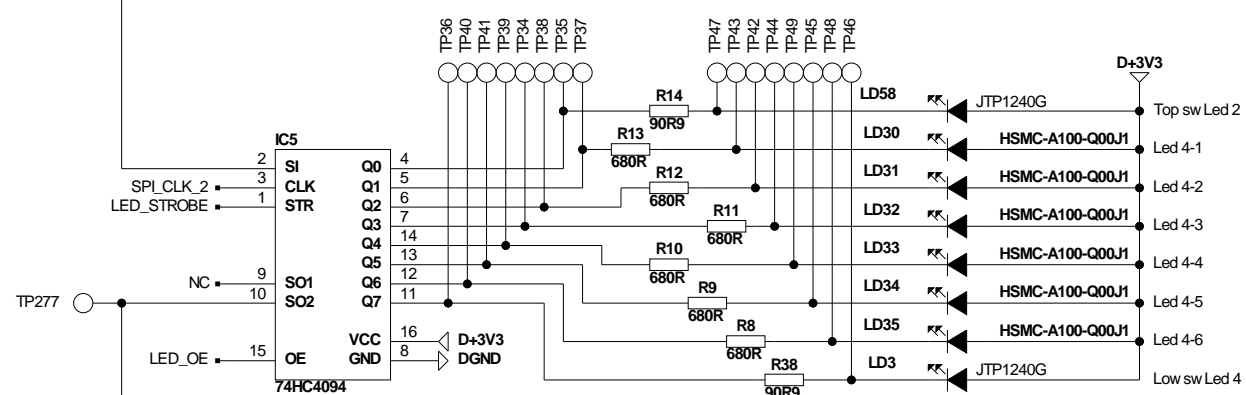 TP36 TP40 TP41 TP39 TP34 TP38 TP35 TP37
TP47 TP43 TP42 TP44 TP49 TP45 TP48 TP46
D+3V3
R14 90R9 LD58 JTP1240G Top sw Led 2
R13 680R LD30 HSMC-A100-Q00J1 Led 4-1
R12 680R LD31 HSMC-A100-Q00J1 Led 4-2
R11 680R LD32 HSMC-A100-Q00J1 Led 4-3
R10 680R LD33 HSMC-A100-Q00J1 Led 4-4
R9 680R LD34 HSMC-A100-Q00J1 Led 4-5
R8 680R LD35 HSMC-A100-Q00J1 Led 4-6
R38 90R9 LD3 JTP1240G Low sw Led 4
IC5
2 SI Q0 4
SPI_CLK_2 3 CLK Q1 5
LED_STROBE 1 STR Q2 6
Q3 7
Q4 14
Q5 13
NC 9 SO1 Q6 12
TP277 10 SO2 Q7 11
VCC 16 D+3V3
LED_OE 15 OE GND 8 DGND
74HC4094